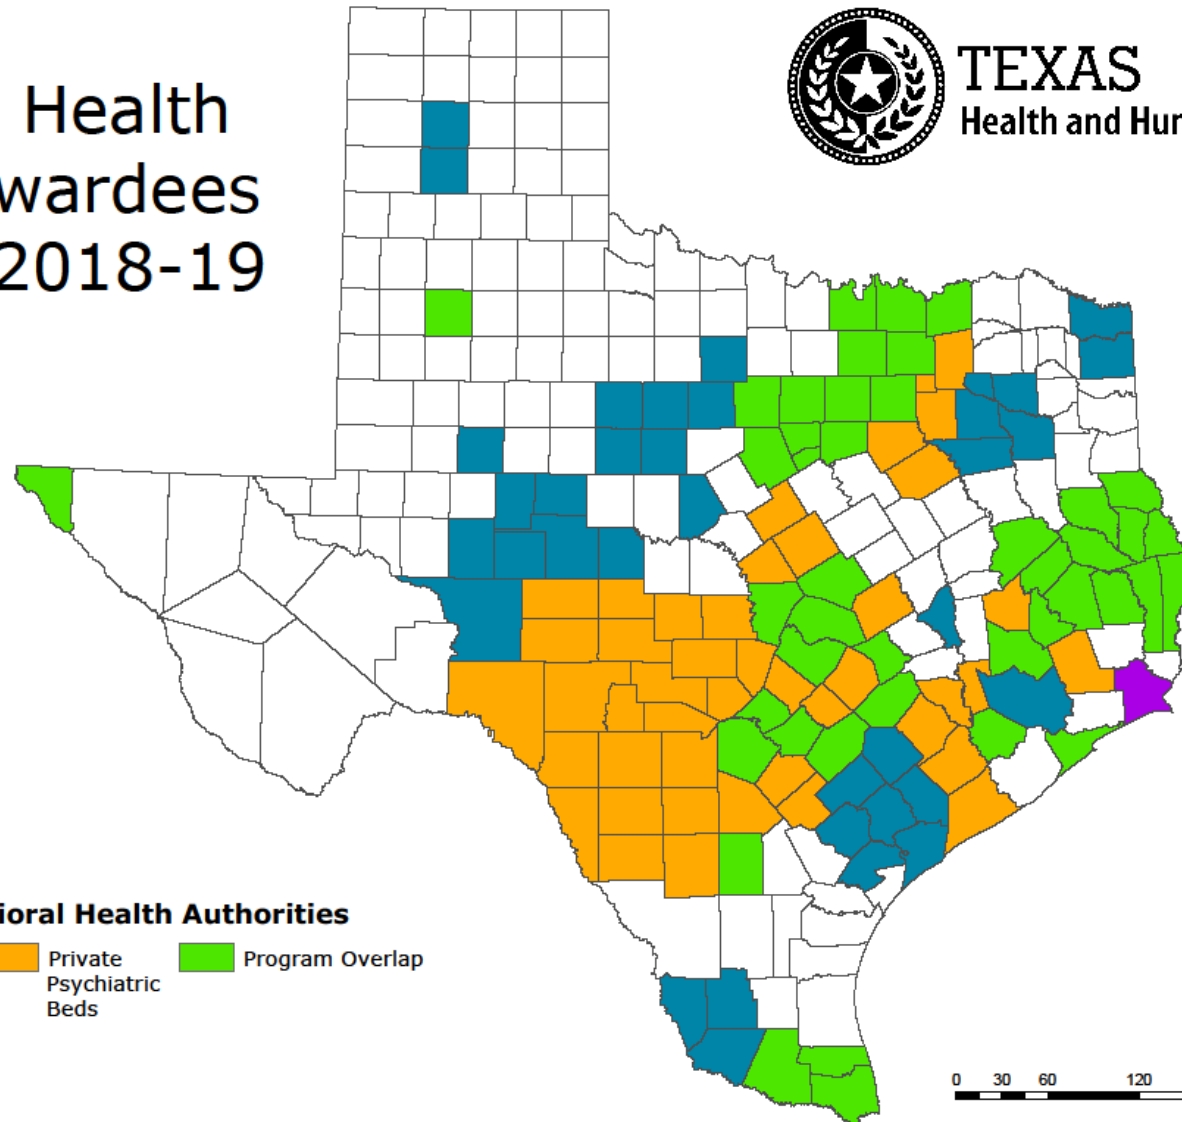 Health
wardees
2018-19
TEXAS
Health and Hur
ioral Health Authorities
Private
Psychiatric
Beds
Program Overlap
0 30 60 120